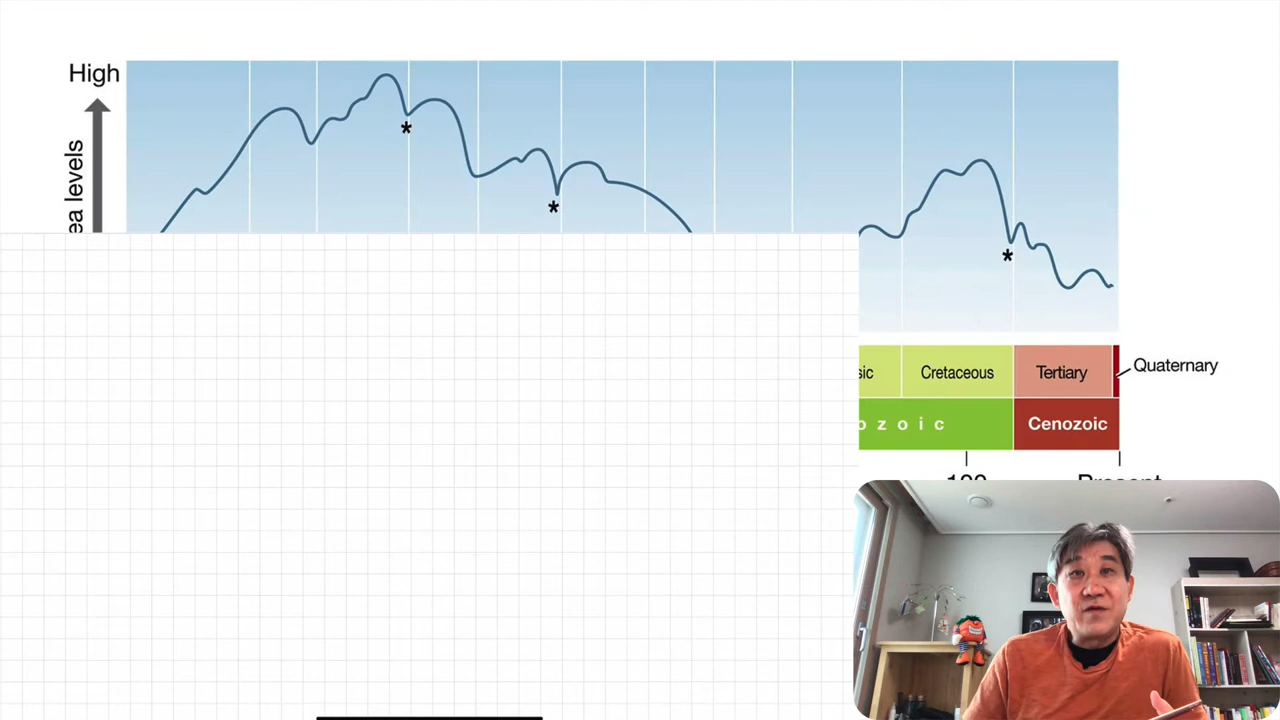 High
ea levels
*
*
*
sic
Cretaceous
Tertiary
Quaternary
o z o i c
Cenozoic